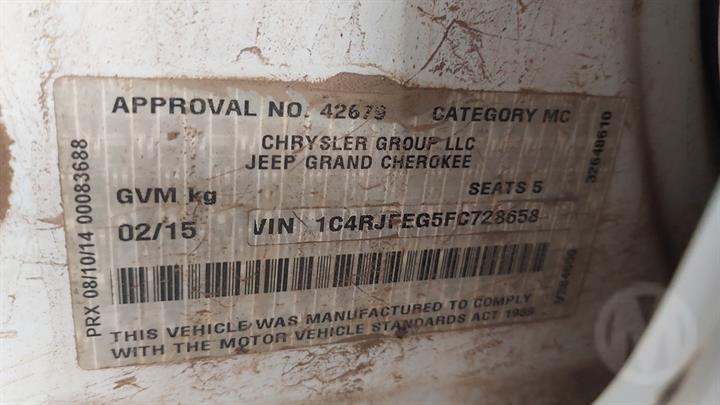 APPROVAL NO. 42679 CATEGORY MC
CHRYSLER GROUP LLC
JEEP GRAND CHEROKEE
GVM kg SEATS 5
02/15 VIN 1C4RJFEG5FC728658
THIS VEHICLE WAS MANUFACTURED TO COMPLY
WITH THE MOTOR VEHICLE STANDARDS ACT 1989
PRX 08/10/14 00083688
32648610